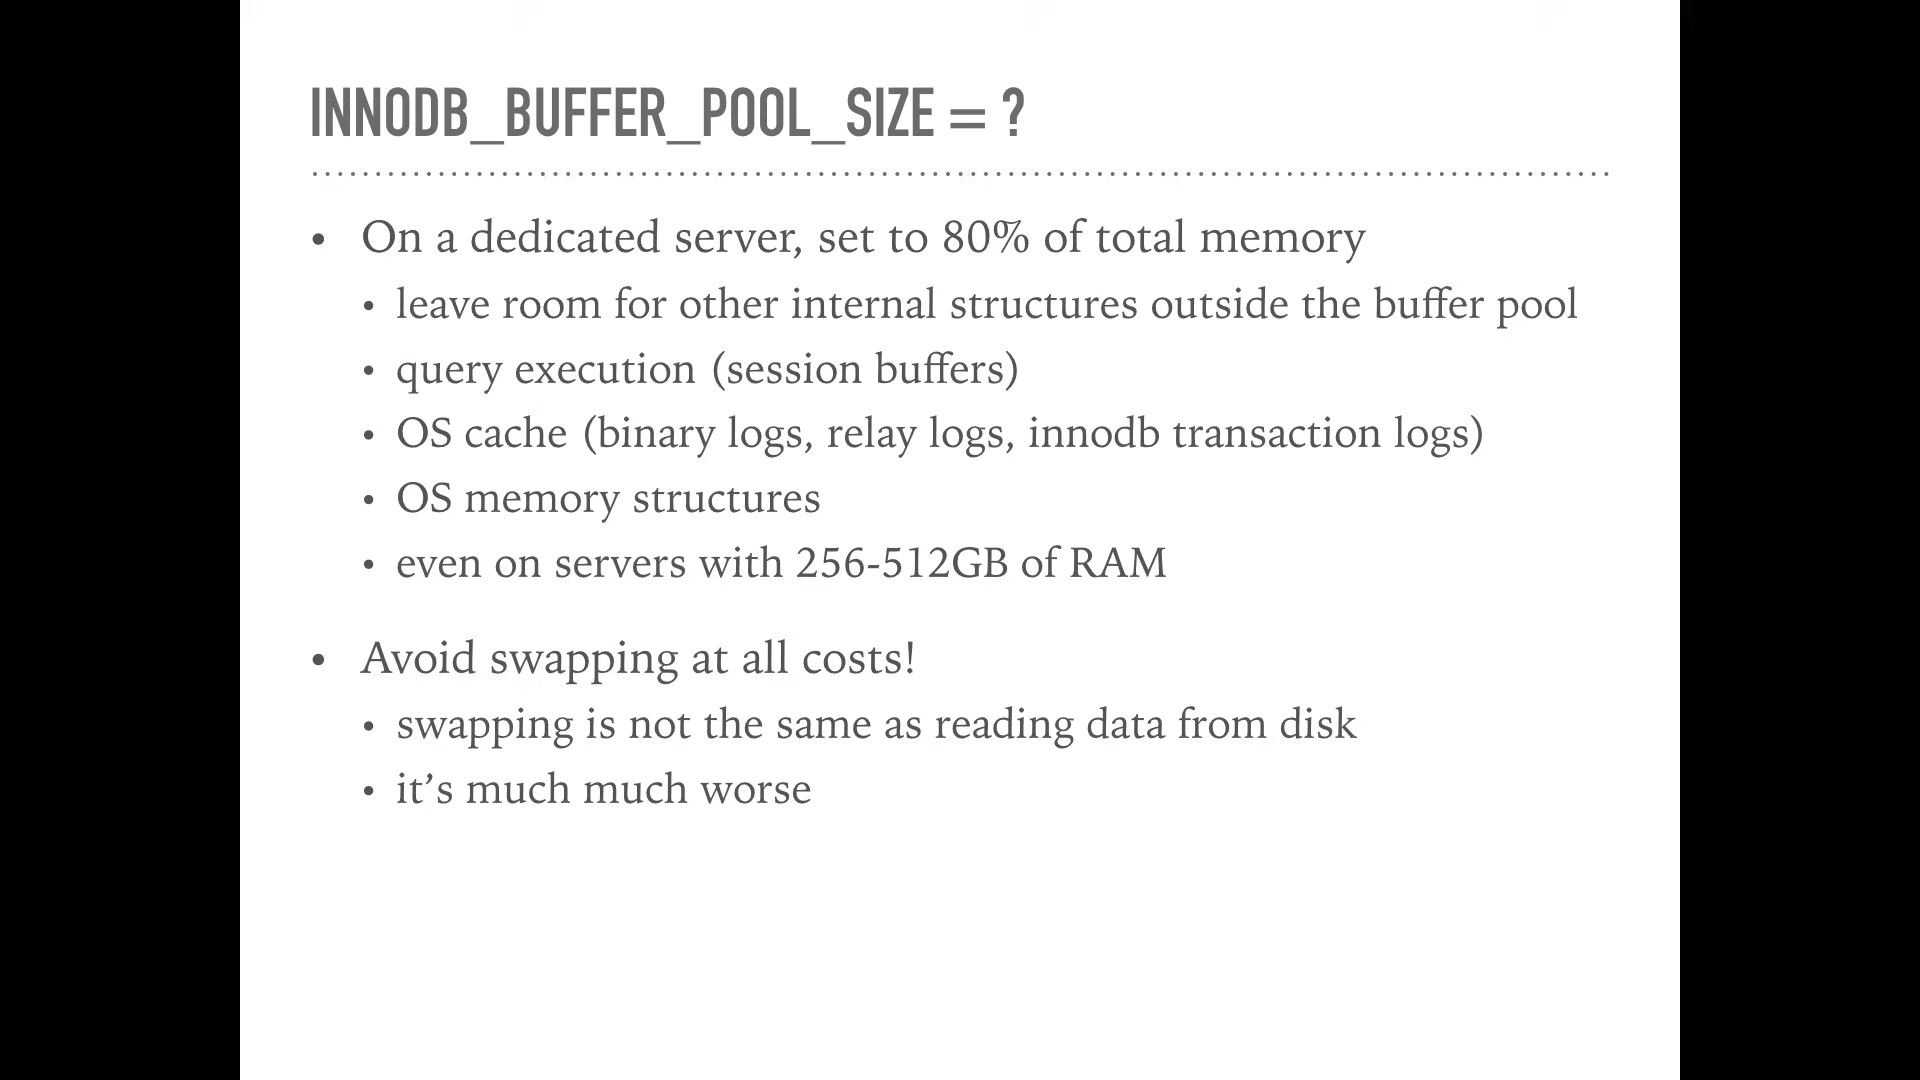 INNODB_BUFFER_POOL_SIZE = ?
• On a dedicated server, set to 80% of total memory
• leave room for other internal structures outside the buffer pool
• query execution (session buffers)
• OS cache (binary logs, relay logs, innodb transaction logs)
• OS memory structures
• even on servers with 256-512GB of RAM
• Avoid swapping at all costs!
• swapping is not the same as reading data from disk
• it’s much much worse